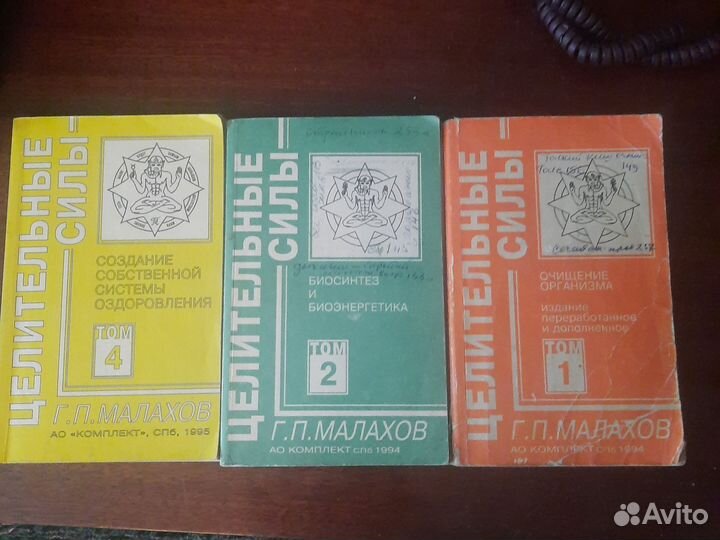 ЦЕЛИТЕЛЬНЫЕ
СИЛЫ
СОЗДАНИЕ
СОБСТВЕННОЙ
СИСТЕМЫ
ОЗДОРОВЛЕНИЯ
ТОМ
4
Г.П.МАЛАХОВ
АО «КОМПЛЕКТ», СПб, 1995
ЦЕЛИТЕЛЬНЫЕ
СИЛЫ
БИОСИНТЕЗ
И
БИОЭНЕРГЕТИКА
ТОМ
2
Г.П.МАЛАХОВ
АО КОМПЛЕКТ СПб 1994
ЦЕЛИТЕЛЬНЫЕ
СИЛЫ
149
ОЧИЩЕНИЕ
ОРГАНИЗМА
издание
переработанное
и дополненное
ТОМ
1
Г.П.МАЛАХОВ
АО КОМПЛЕКТ СПб 1994
Avito